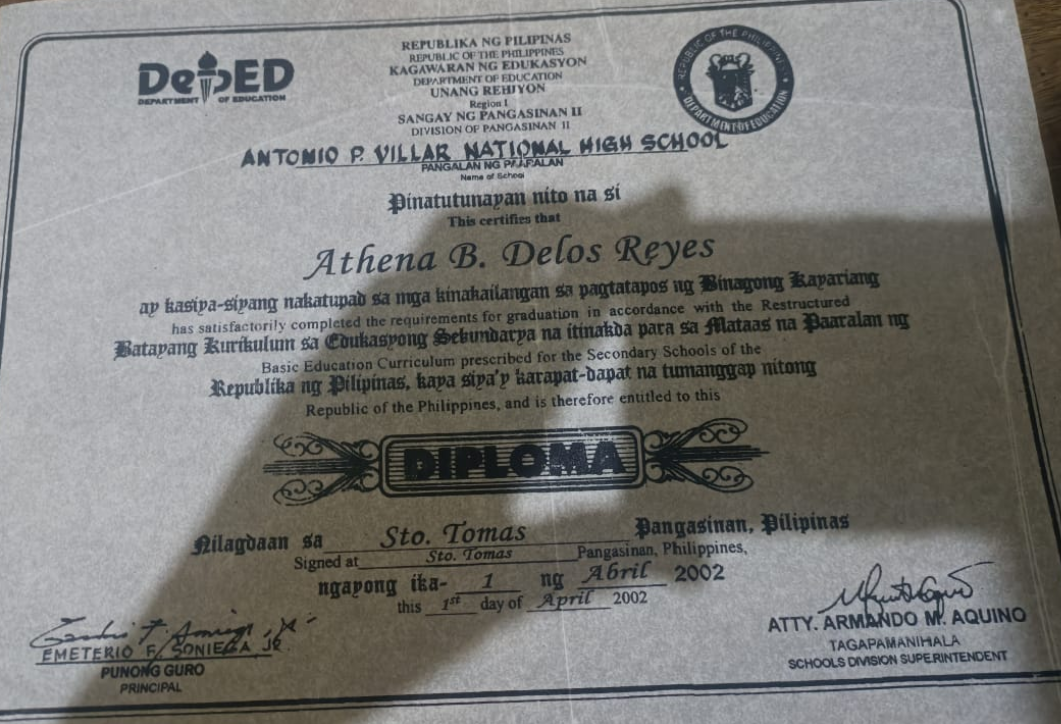 DepED
DEPARTMENT OF EDUCATION
REPUBLIKA NG PILIPINAS
REPUBLIC OF THE PHILIPPINES
KAGAWARAN NG EDUKASYON
DEPARTMENT OF EDUCATION
UNANG REHIYON
Region I
SANGAY NG PANGASINAN II
DIVISION OF PANGASINAN II
REPUBLIC OF THE PHILIPPINES
DEPARTMENT OF EDUCATION
ANTONIO P. VILLAR NATIONAL HIGH SCHOOL
PANGALAN NG PAARALAN
Name of School
Pinatutunayan nito na si
This certifies that
Athena B. Delos Reyes
ay kasiya-siyang nakatupad sa mga kinakailangan sa pagtatapos ng Binagong Kayariang
has satisfactorily completed the requirements for graduation in accordance with the Restructured
Batayang Kurikulum sa Edukasyong Sekundarya na itinakda para sa Mataas na Paaralan ng
Basic Education Curriculum prescribed for the Secondary Schools of the
Republika ng Pilipinas, kaya siya'y karapat-dapat na tumanggap nitong
Republic of the Philippines, and is therefore entitled to this
DIPLOMA
Nilagdaan sa Sto. Tomas Pangasinan, Pilipinas
Signed at Sto. Tomas Pangasinan, Philippines,
ngayong ika- 1 ng Abril 2002
this 1st day of April 2002
EMETERIO F. SONIEGA JR.
PUNONG GURO
PRINCIPAL
ATTY. ARMANDO M. AQUINO
TAGAPAMANIHALA
SCHOOLS DIVISION SUPERINTENDENT